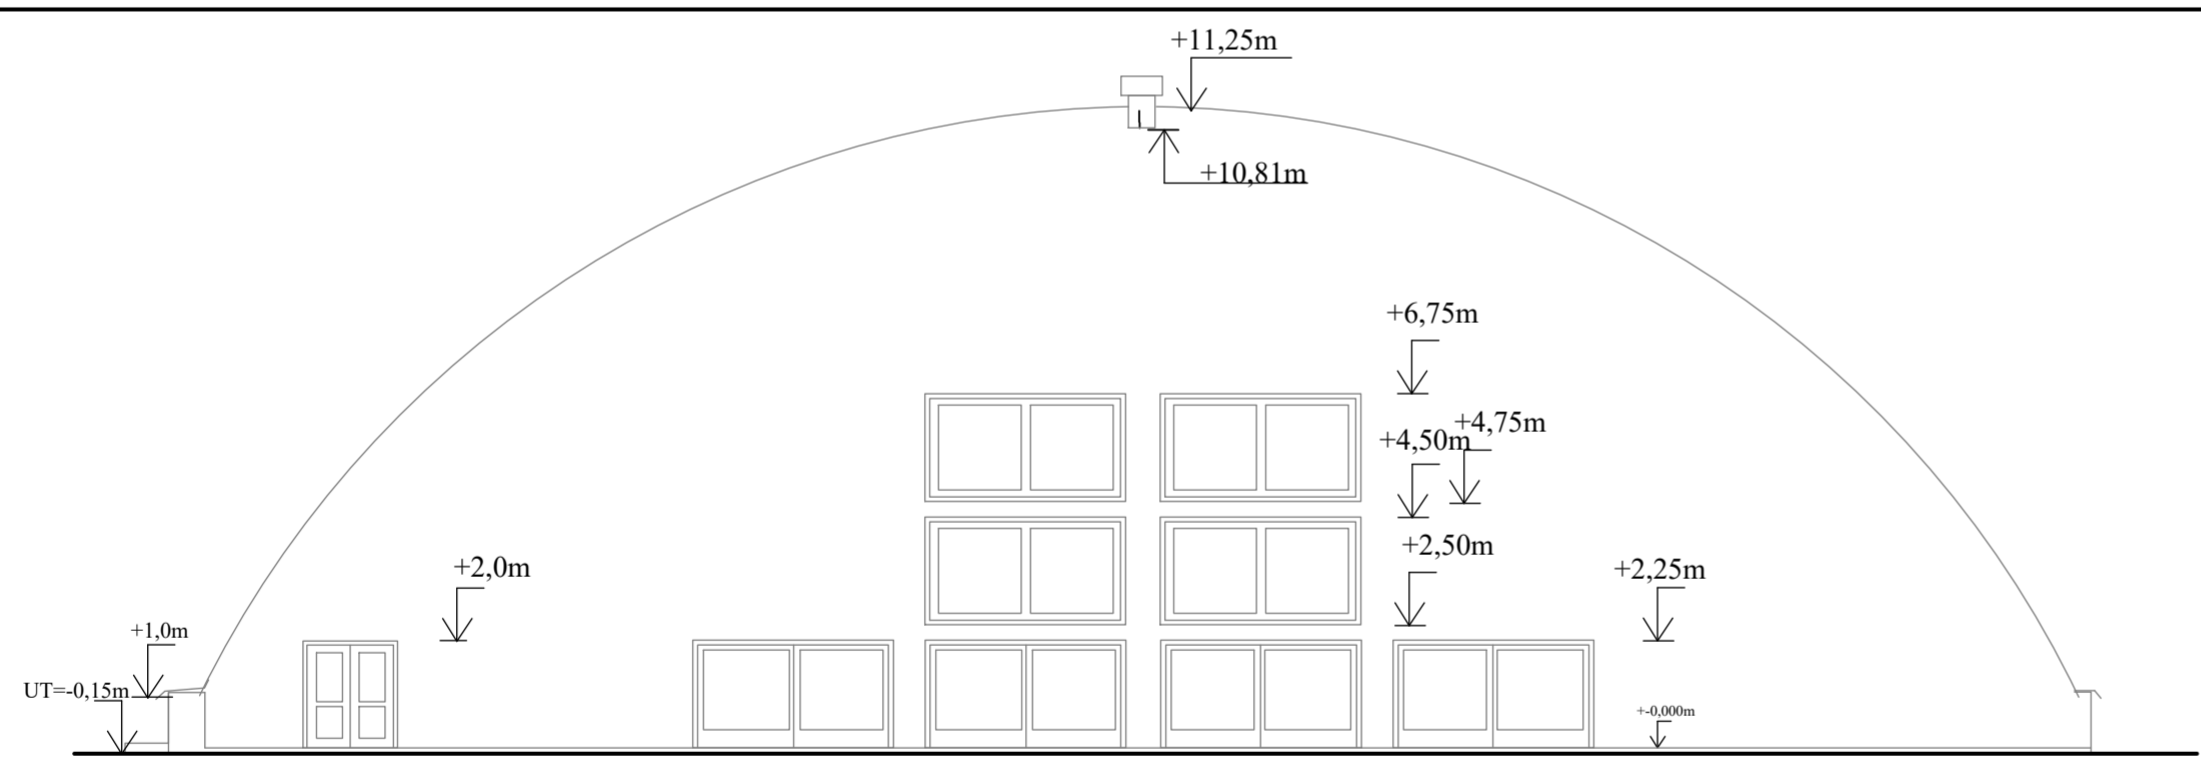 +11,25m
+10,81m
+6,75m
+4,75m
+4,50m
+2,50m
+2,0m
+2,25m
+1,0m
UT=-0,15m
+-0,000m